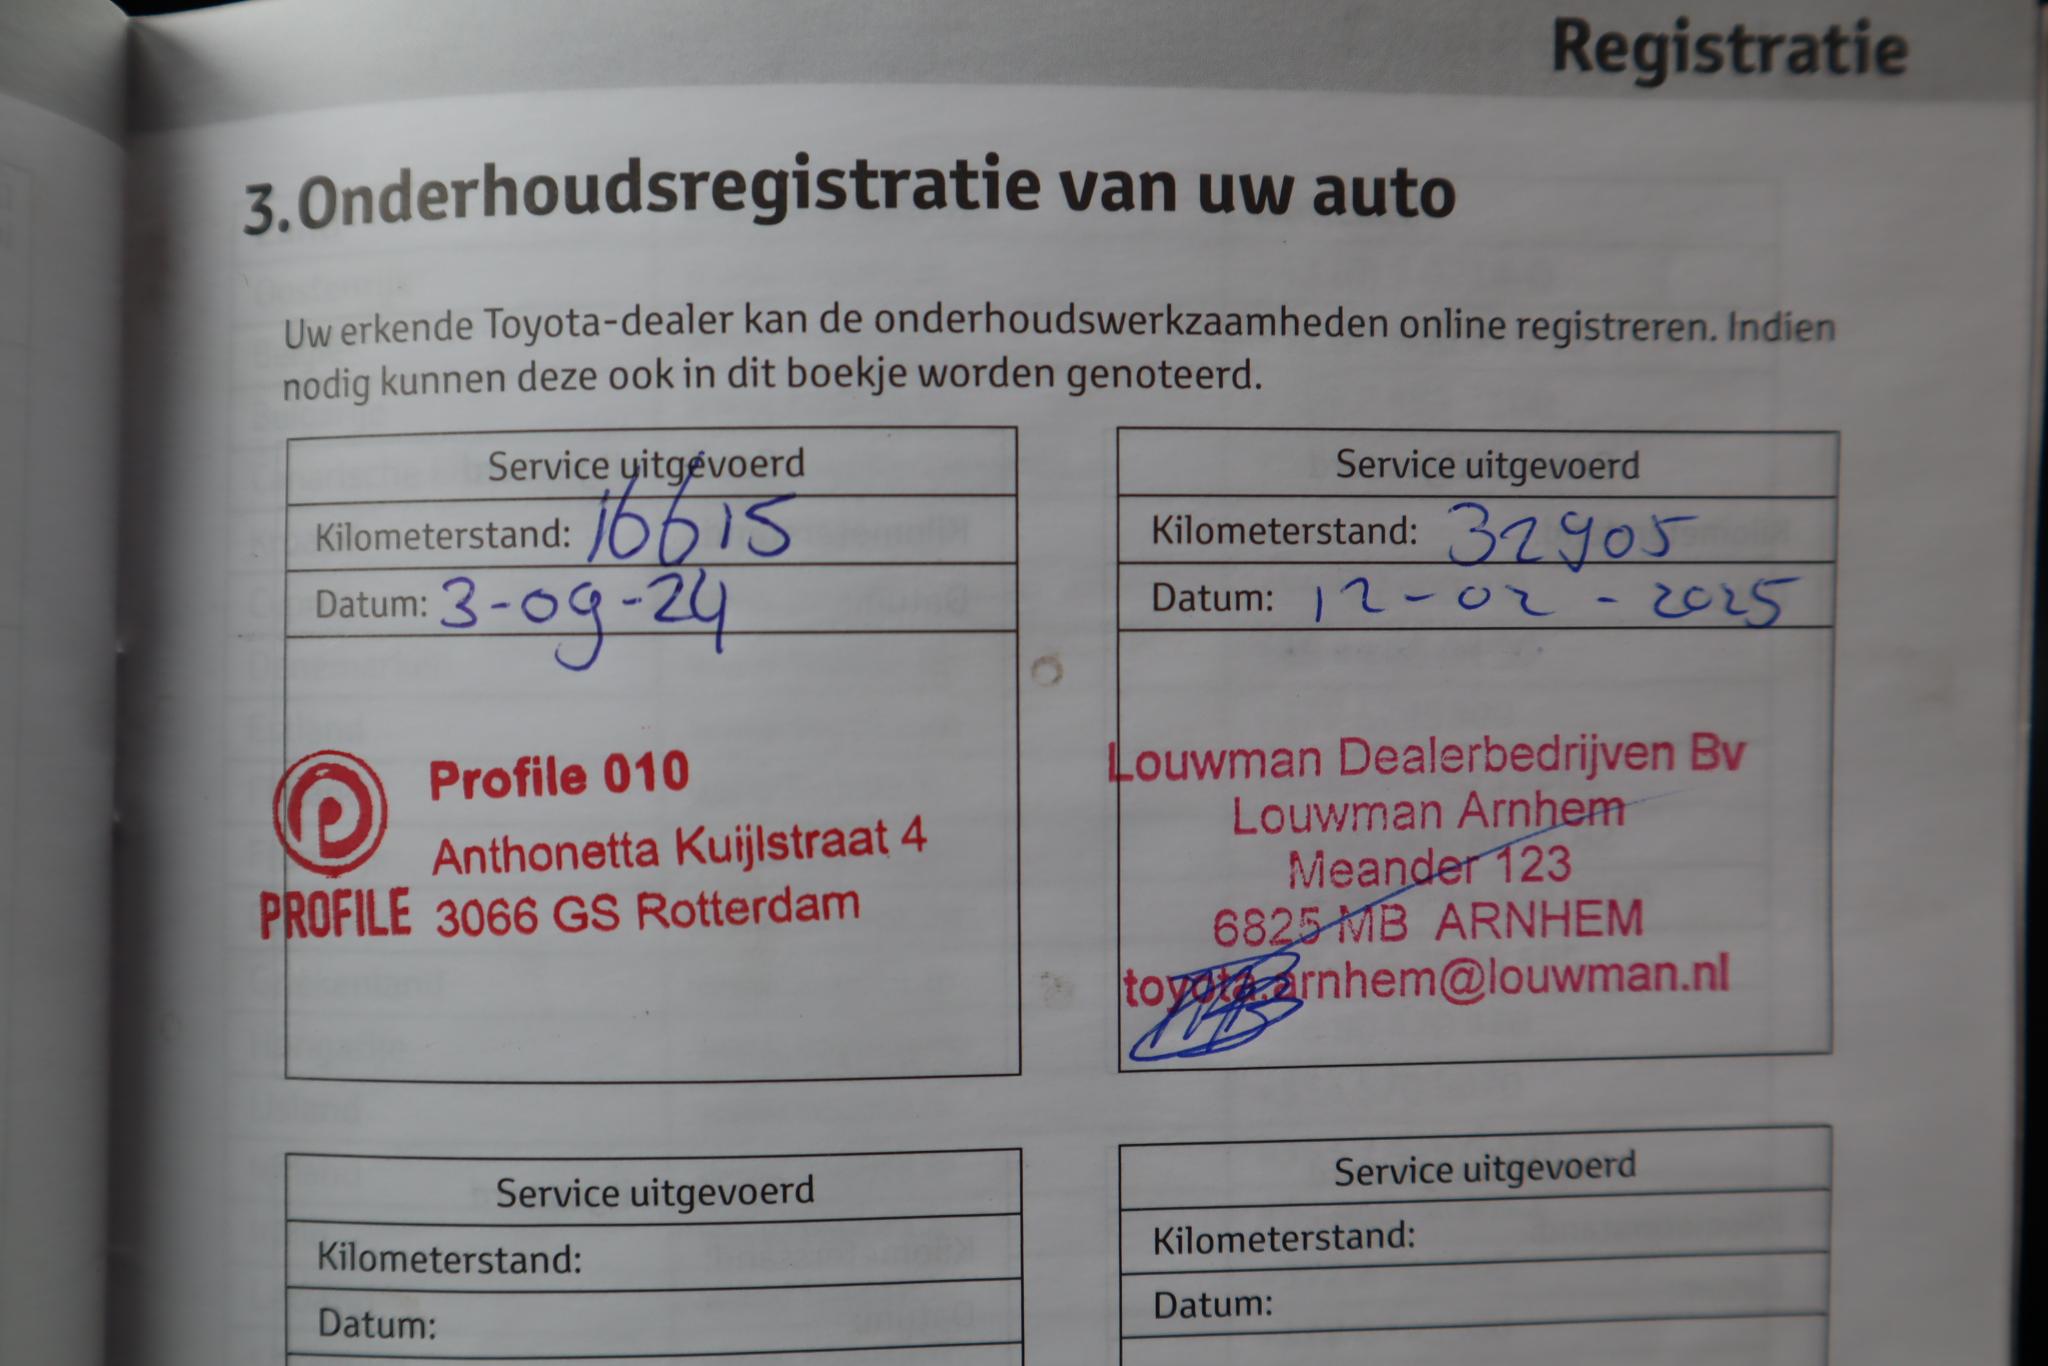 Registratie
3. Onderhoudsregistratie van uw auto
Uw erkende Toyota-dealer kan de onderhoudswerkzaamheden online registreren. Indien
nodig kunnen deze ook in dit boekje worden genoteerd.
Service uitgevoerd
Kilometerstand: 16615
Datum: 3-09-24
Profile 010
Anthonetta Kuijlstraat 4
PROFILE 3066 GS Rotterdam
Service uitgevoerd
Kilometerstand: 32905
Datum: 12-02-2025
Louwman Dealerbedrijven Bv
Louwman Arnhem
Meander 123
6825 MB ARNHEM
toyota.arnhem@louwman.nl
Service uitgevoerd
Kilometerstand:
Datum:
Service uitgevoerd
Kilometerstand:
Datum: